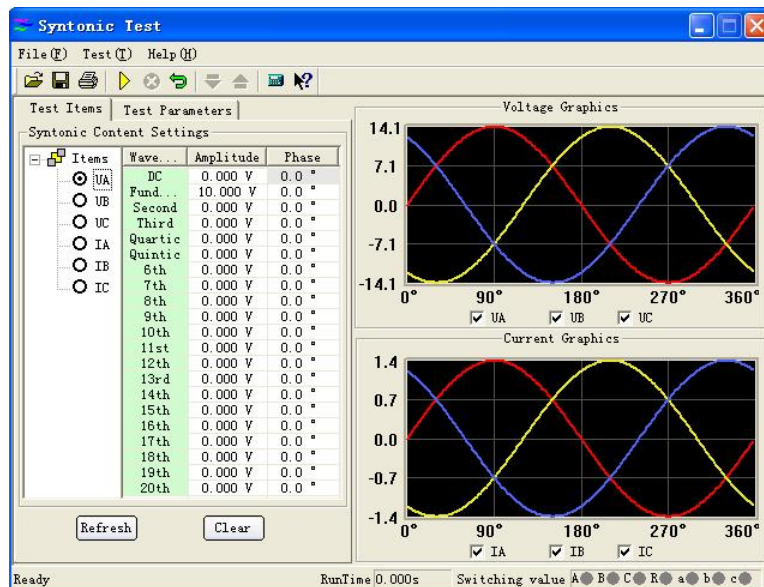 Syntonic Test
File(F) Test(T) Help(H)
Test Items Test Parameters
Syntonic Content Settings
Items
UA
UB
UC
IA
IB
IC
Wave... Amplitude Phase
DC 0.000 V 0.0 °
Fund... 10.000 V 0.0 °
Second 0.000 V 0.0 °
Third 0.000 V 0.0 °
Quartic 0.000 V 0.0 °
Quintic 0.000 V 0.0 °
6th 0.000 V 0.0 °
7th 0.000 V 0.0 °
8th 0.000 V 0.0 °
9th 0.000 V 0.0 °
10th 0.000 V 0.0 °
11st 0.000 V 0.0 °
12th 0.000 V 0.0 °
13rd 0.000 V 0.0 °
14th 0.000 V 0.0 °
15th 0.000 V 0.0 °
16th 0.000 V 0.0 °
17th 0.000 V 0.0 °
18th 0.000 V 0.0 °
19th 0.000 V 0.0 °
20th 0.000 V 0.0 °
Refresh Clear
Voltage Graphics
14.1
7.1
0.0
-7.1
-14.1
0° 90° 180° 270° 360°
UA UB UC
Current Graphics
1.4
0.7
0.0
-0.7
-1.4
0° 90° 180° 270° 360°
IA IB IC
Ready RunTime 0.000s Switching value A B C R a b c